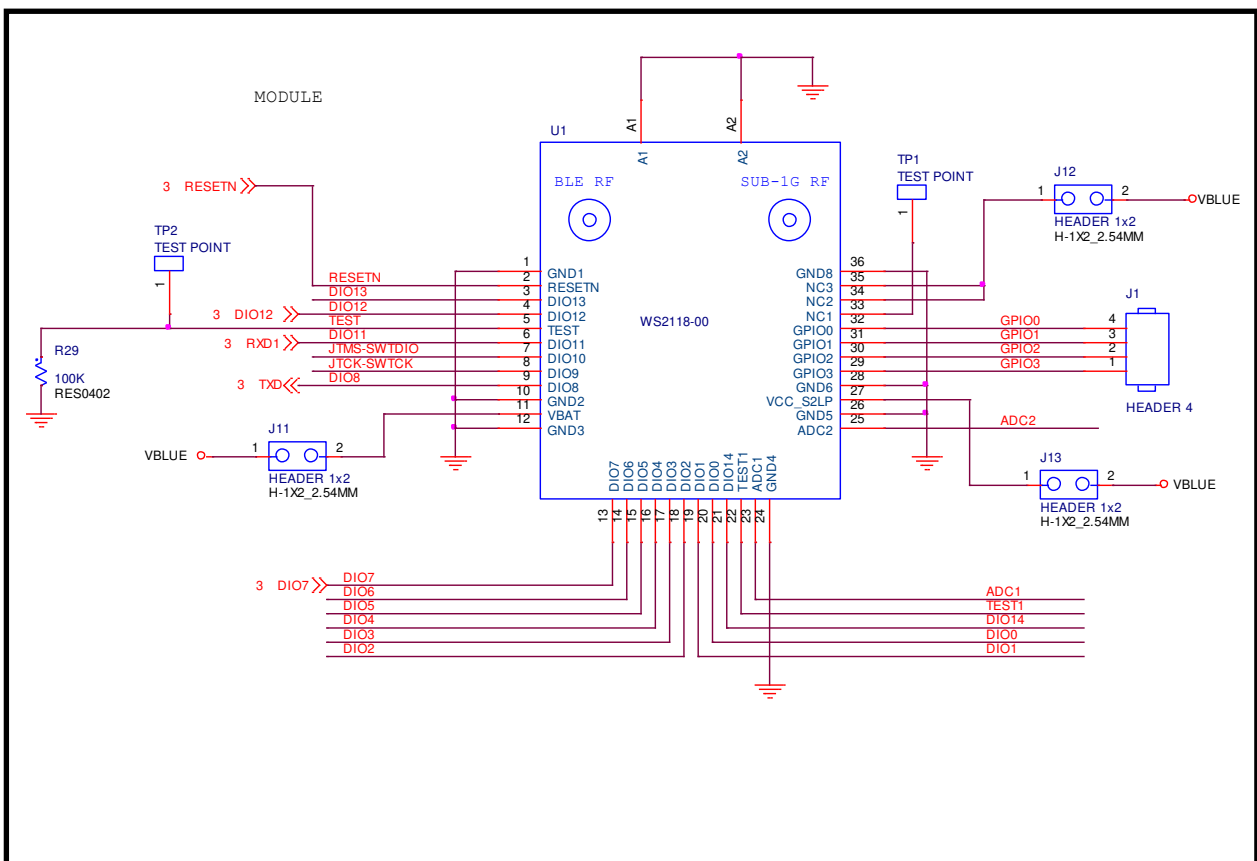 MODULE
U1
A1
A2
A1
A2
BLE RF
SUB-1G RF
WS2118-00
3 RESETN
TP2
TEST POINT
1
TP1
TEST POINT
1
J12
1
2
VBLUE
HEADER 1x2
H-1X2_2.54MM
RESETN
DIO13
3 DIO12
DIO12
TEST
3 RXD1
DIO11
JTMS-SWTDIO
JTCK-SWTCK
3 TXD
DIO8
R29
100K
RES0402
1 GND1
2 RESETN
3 DIO13
4 DIO12
5 TEST
6 DIO11
7 DIO10
8 DIO9
9 DIO8
10 GND2
11 VBAT
12 GND3
GND8 36
NC3 35
NC2 34
NC1 33
GPIO0 32
GPIO1 31
GPIO2 30
GPIO3 29
GND6 28
VCC_S2LP 27
GND5 26
ADC2 25
GPIO0
GPIO1
GPIO2
GPIO3
J1
4
3
2
1
HEADER 4
ADC2
J11
VBLUE
1
2
HEADER 1x2
H-1X2_2.54MM
J13
1
2
VBLUE
HEADER 1x2
H-1X2_2.54MM
DIO7
DIO6
DIO5
DIO4
DIO3
DIO2
DIO1
DIO0
DIO14
TEST1
ADC1
GND4
13
14
15
16
17
18
19
20
21
22
23
24
3 DIO7
DIO7
DIO6
DIO5
DIO4
DIO3
DIO2
ADC1
TEST1
DIO14
DIO0
DIO1